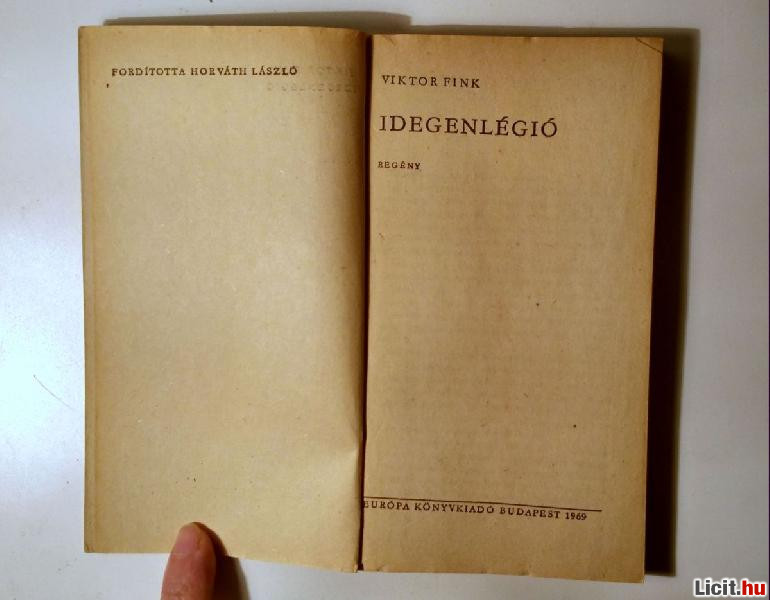 FORDÍTOTTA HORVÁTH LÁSZLÓ
VIKTOR FINK
IDEGENLÉGIÓ
REGÉNY
EURÓPA KÖNYVKIADÓ BUDAPEST 1969
Licit.hu